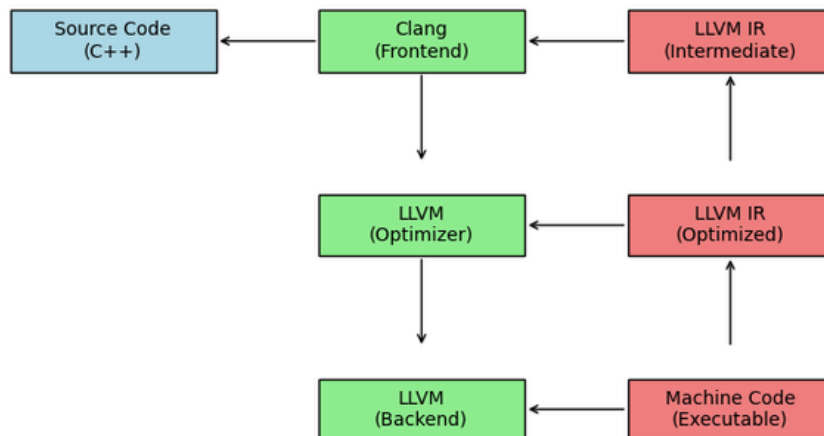 Source Code
(C++)
Clang
(Frontend)
LLVM IR
(Intermediate)
LLVM
(Optimizer)
LLVM IR
(Optimized)
LLVM
(Backend)
Machine Code
(Executable)